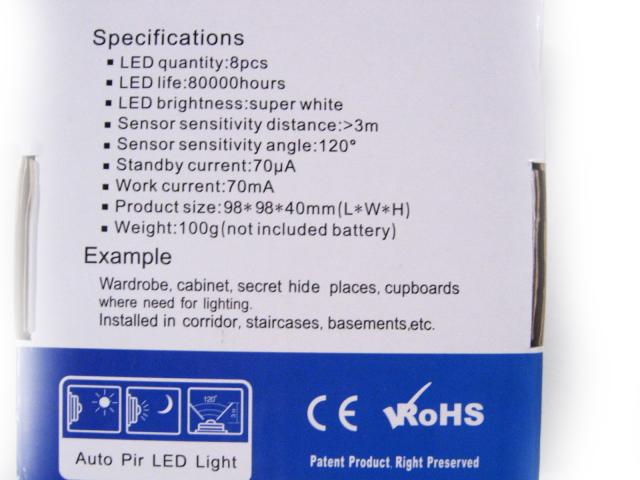 Specifications
▪ LED quantity:8pcs
▪ LED life:80000hours
▪ LED brightness:super white
▪ Sensor sensitivity distance:>3m
▪ Sensor sensitivity angle:120°
▪ Standby current:70μA
▪ Work current:70mA
▪ Product size:98*98*40mm(L*W*H)
▪ Weight:100g(not included battery)
Example
Wardrobe, cabinet, secret hide places, cupboards
where need for lighting.
Installed in corridor, staircases, basements,etc.
120°
3m
CE RoHS
Auto Pir LED Light
Patent Product, Right Preserved